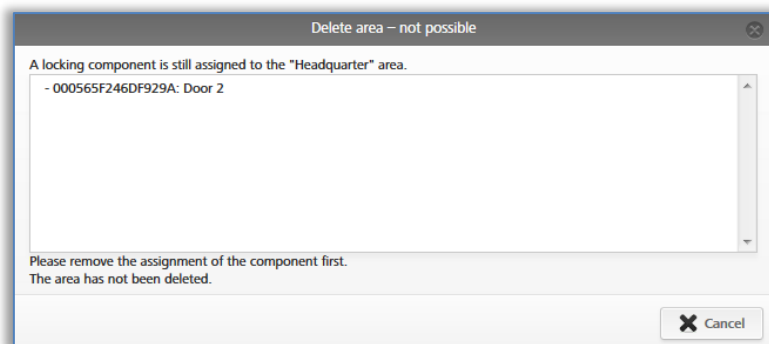 Delete area – not possible
A locking component is still assigned to the "Headquarter" area.
- 000565F246DF929A: Door 2
Please remove the assignment of the component first.
The area has not been deleted.
Cancel